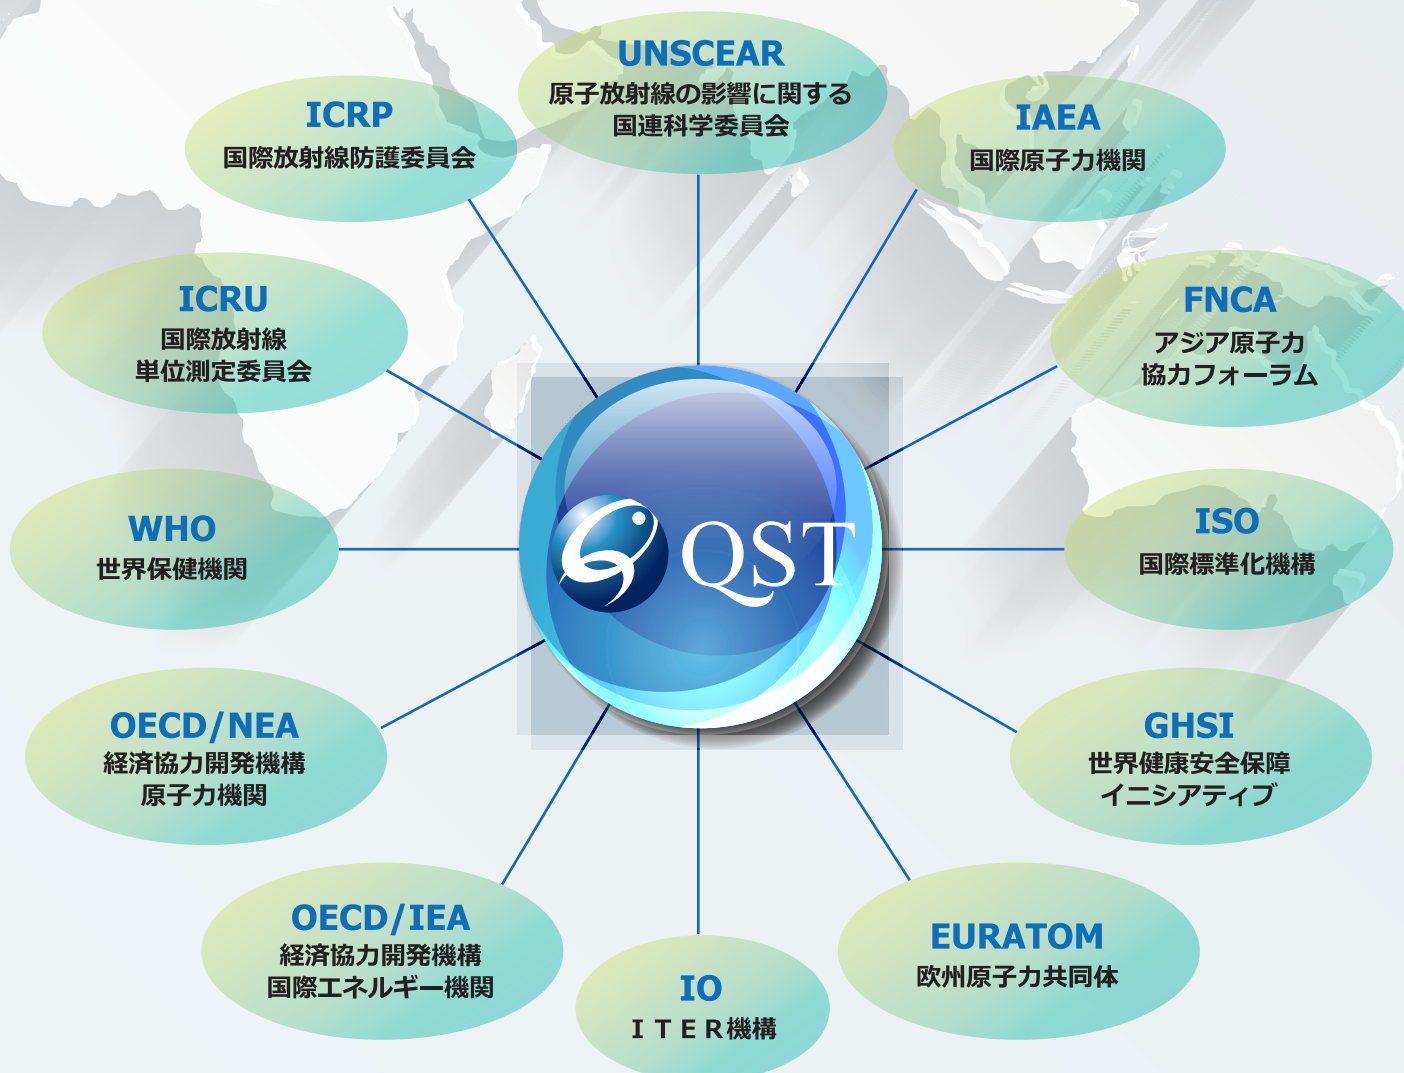 UNSCEAR
原子放射線の影響に関する
国連科学委員会
ICRP
国際放射線防護委員会
IAEA
国際原子力機関
ICRU
国際放射線
単位測定委員会
FNCA
アジア原子力
協力フォーラム
WHO
世界保健機関
QST
ISO
国際標準化機構
OECD/NEA
経済協力開発機構
原子力機関
GHSI
世界健康安全保障
イニシアティブ
OECD/IEA
経済協力開発機構
国際エネルギー機関
IO
ＩＴＥＲ機構
EURATOM
欧州原子力共同体